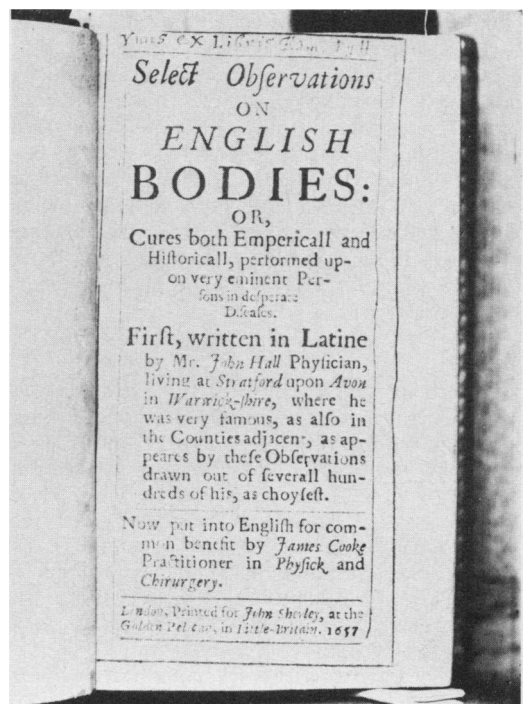 ex Libris
Select Obſervations
ON
ENGLISH
BODIES:
OR,
Cures both Empericall and
Hiſtoricall, performed up-
on very eminent Per-
ſons in deſperate
Diſeaſes.
Firſt, written in Latine
by Mr. John Hall Phyſician,
living at Stratford upon Avon
in Warwick-ſhire, where he
was very famous, as alſo in
the Counties adjacent, as ap-
peares by theſe Obſervations
drawn out of ſeverall hun-
dreds of his, as choyſeſt.
Now put into Engliſh for com-
mon benefit by James Cooke
Practitioner in Phyſick and
Chirurgery.
London, Printed for John Sherley, at the
Golden Pelican, in Little-Britain. 1657